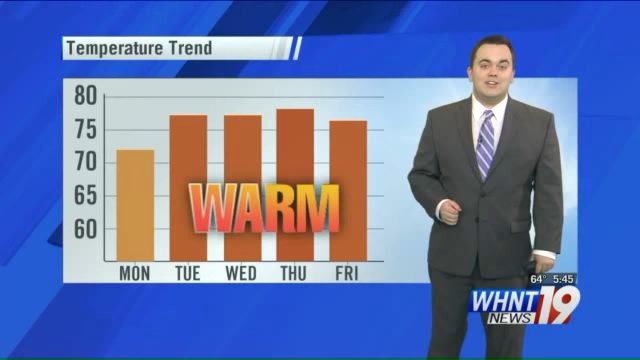 Temperature Trend
80
75
70
65
60
WARM
MON TUE WED THU FRI
64° 5:45
WHNT 19
NEWS